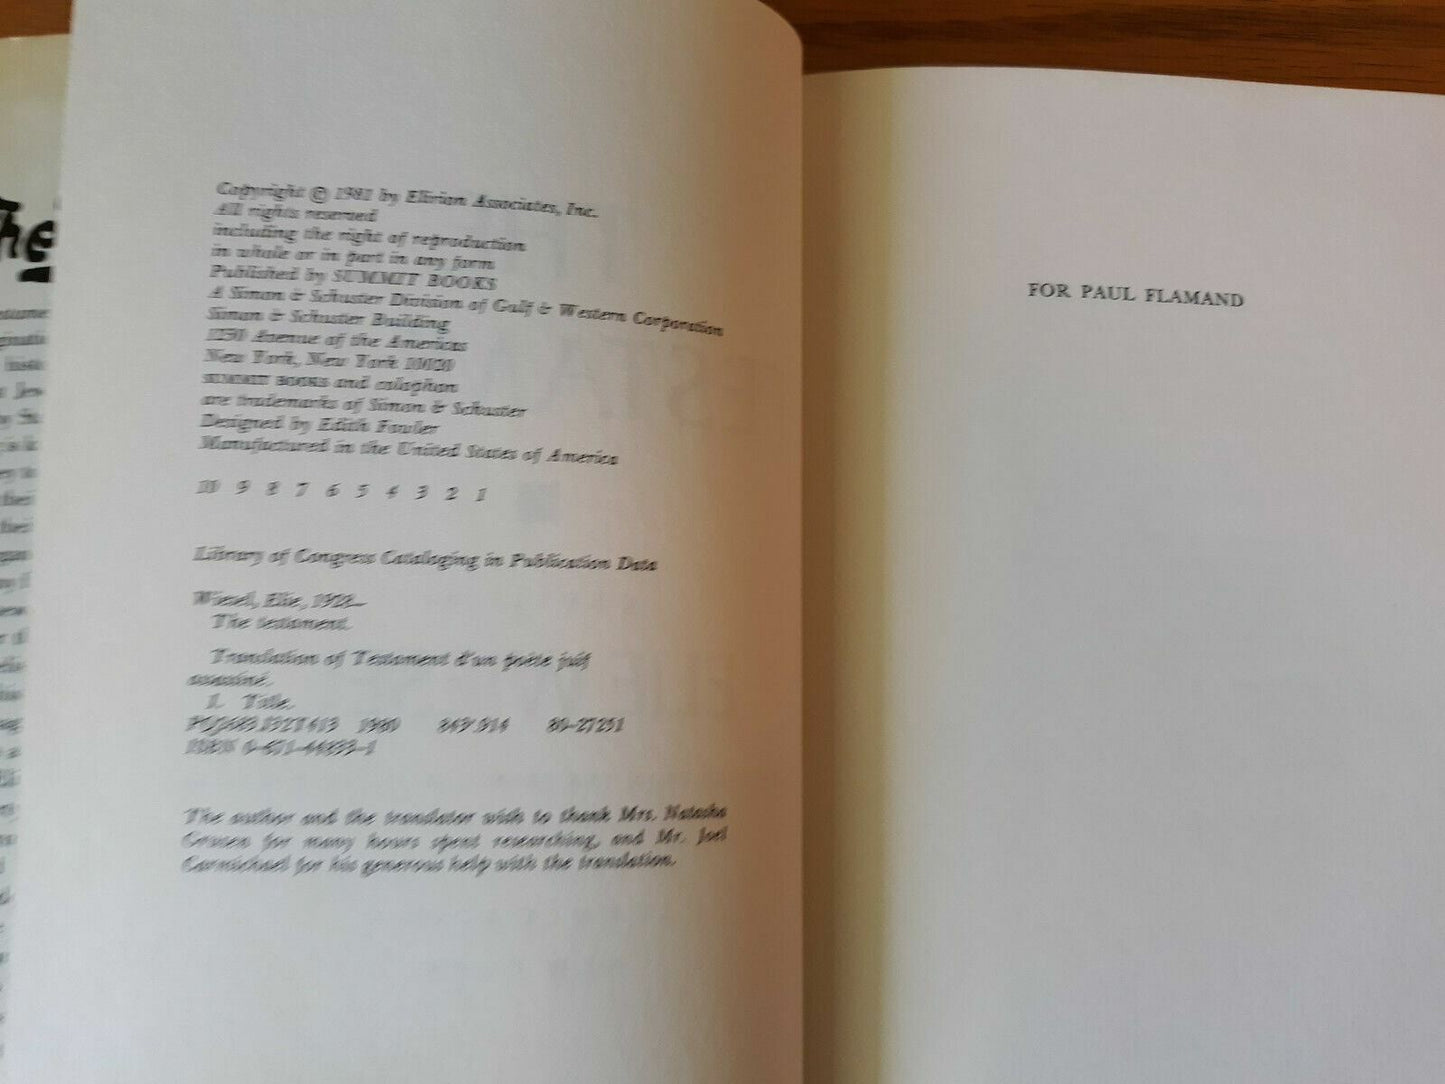 Copyright © 1981 by Elirion Associates, Inc.
All rights reserved
including the right of reproduction
in whole or in part in any form
Published by SUMMIT BOOKS
A Simon & Schuster Division of Gulf & Western Corporation
Simon & Schuster Building
1230 Avenue of the Americas
New York, New York 10020
SUMMIT BOOKS and colophon
are trademarks of Simon & Schuster
Designed by Edith Fowler
Manufactured in the United States of America
10 9 8 7 6 5 4 3 2 1
Library of Congress Cataloging in Publication Data
Wiesel, Elie, 1928–
The testament.
Translation of Testament d'un poète juif
assassiné.
I. Title.
1980 843'.914 80-27251
ISBN
The author and the translator wish to thank Mrs. Natasha
for many hours spent researching, and Mr. Joel
Carmichael for his generous help with the translation.
FOR PAUL FLAMAND